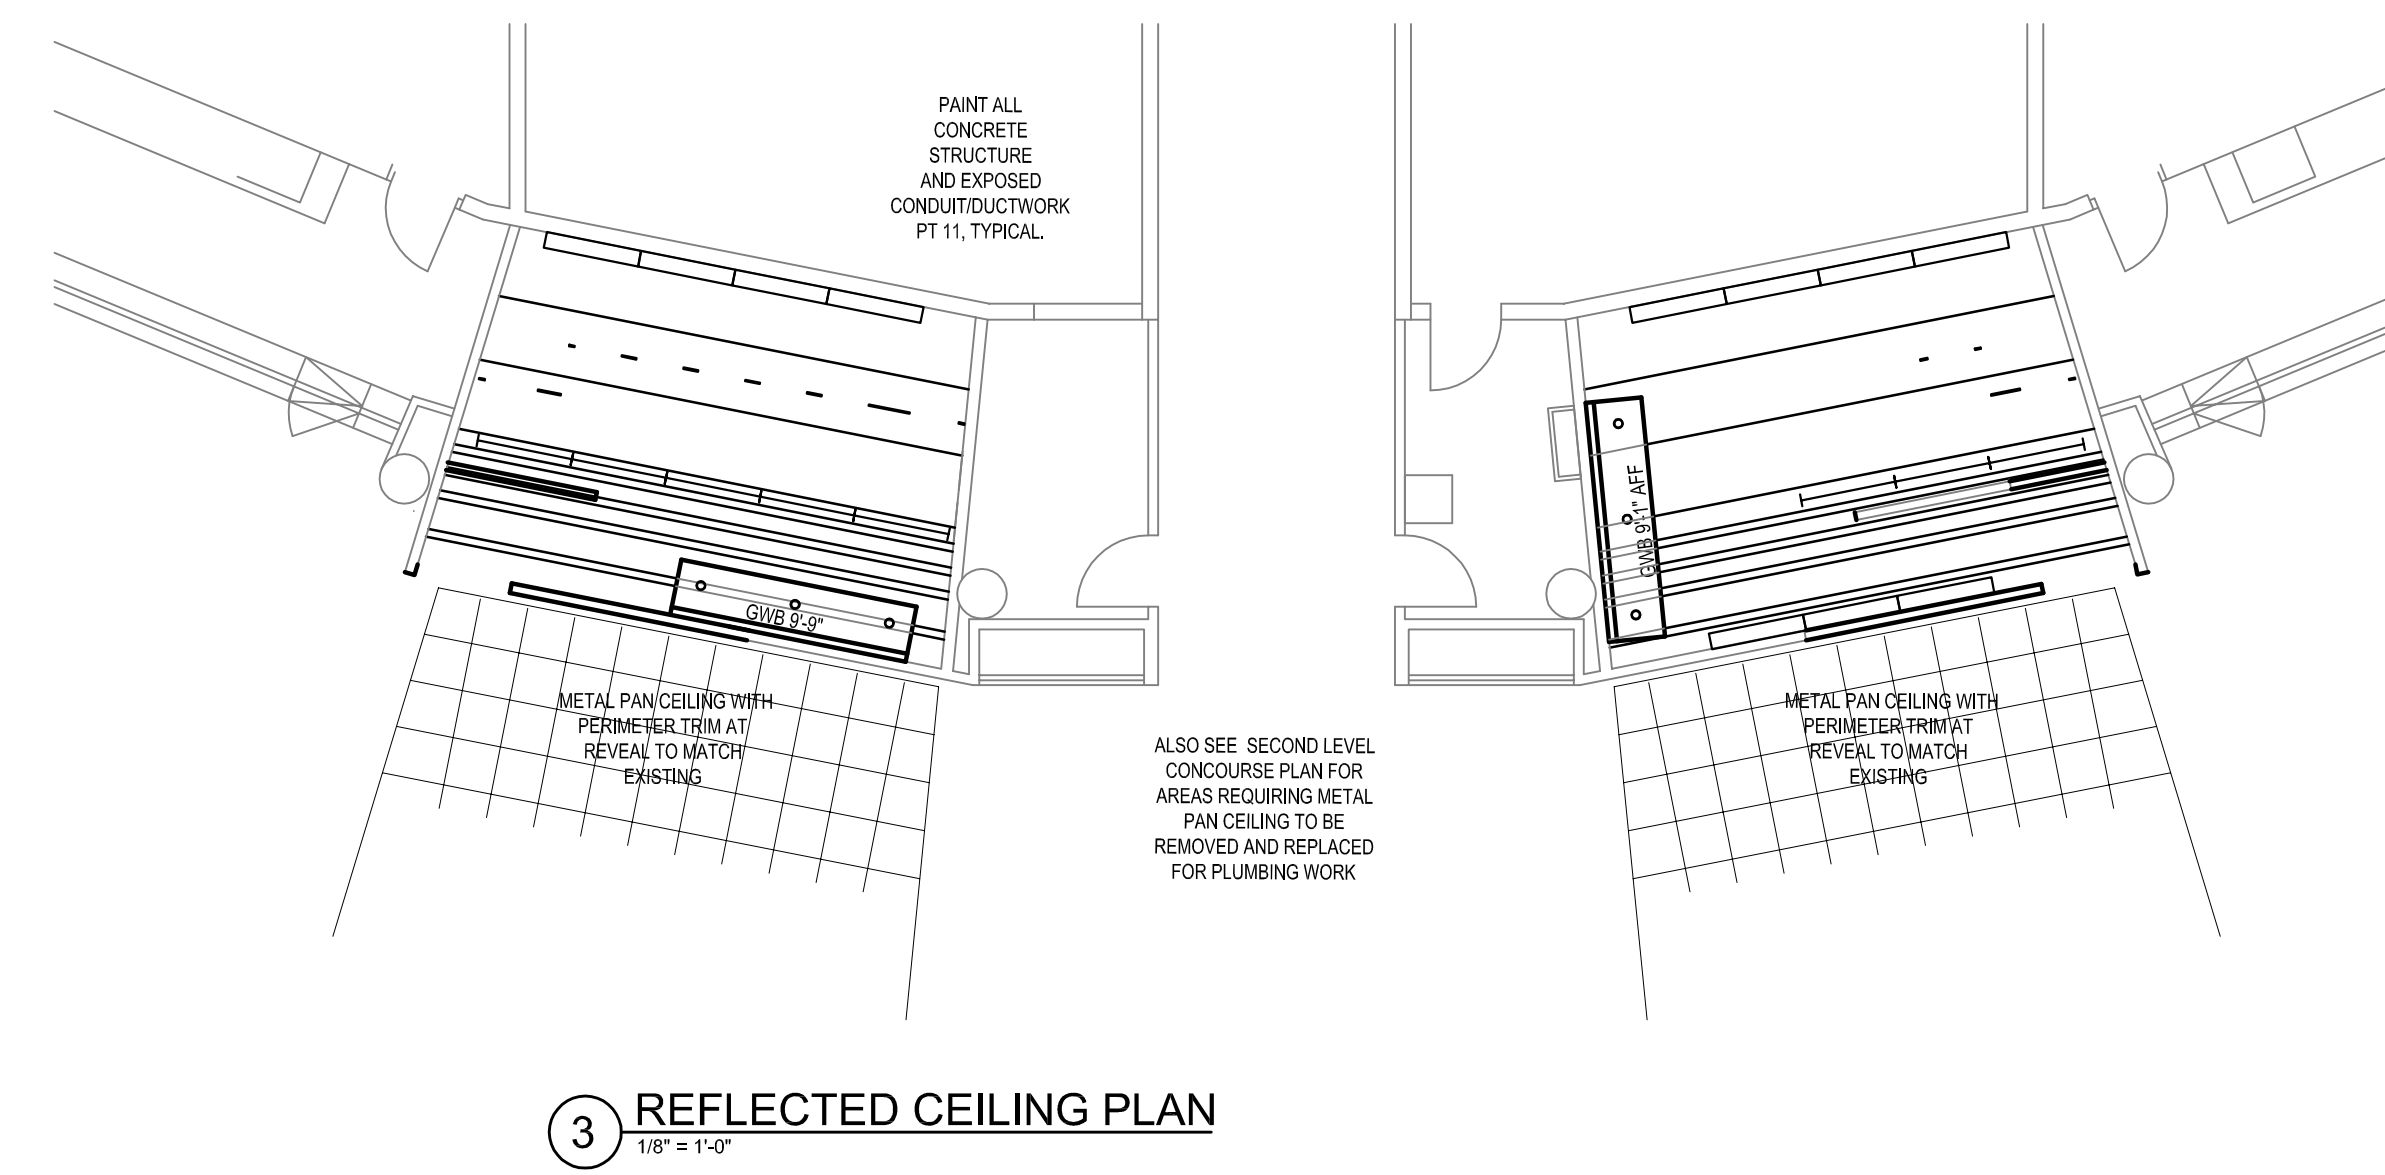 PAINT ALL
CONCRETE
STRUCTURE
AND EXPOSED
CONDUIT/DUCTWORK
PT 11, TYPICAL.
GWB 9'-1" AFF
GWB 9'-9"
METAL PAN CEILING WITH
PERIMETER TRIM AT
REVEAL TO MATCH
EXISTING
METAL PAN CEILING WITH
PERIMETER TRIM AT
REVEAL TO MATCH
EXISTING
ALSO SEE  SECOND LEVEL
CONCOURSE PLAN FOR
AREAS REQUIRING METAL
PAN CEILING TO BE
REMOVED AND REPLACED
FOR PLUMBING WORK
3
REFLECTED CEILING PLAN
1/8" = 1'-0"